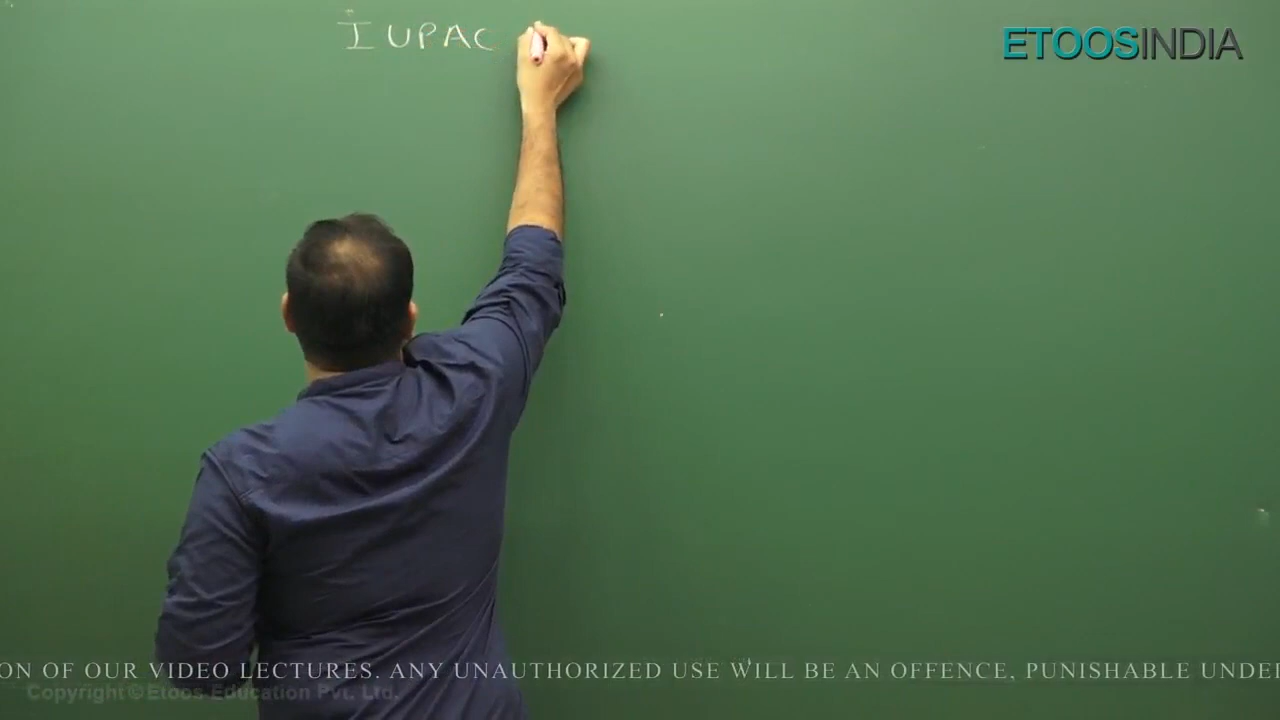 IUPAC
ETOOSINDIA
ON OF OUR VIDEO LECTURES. ANY UNAUTHORIZED USE WILL BE AN OFFENCE, PUNISHABLE UNDE
Copyright©Etoos Education Pvt. Ltd.